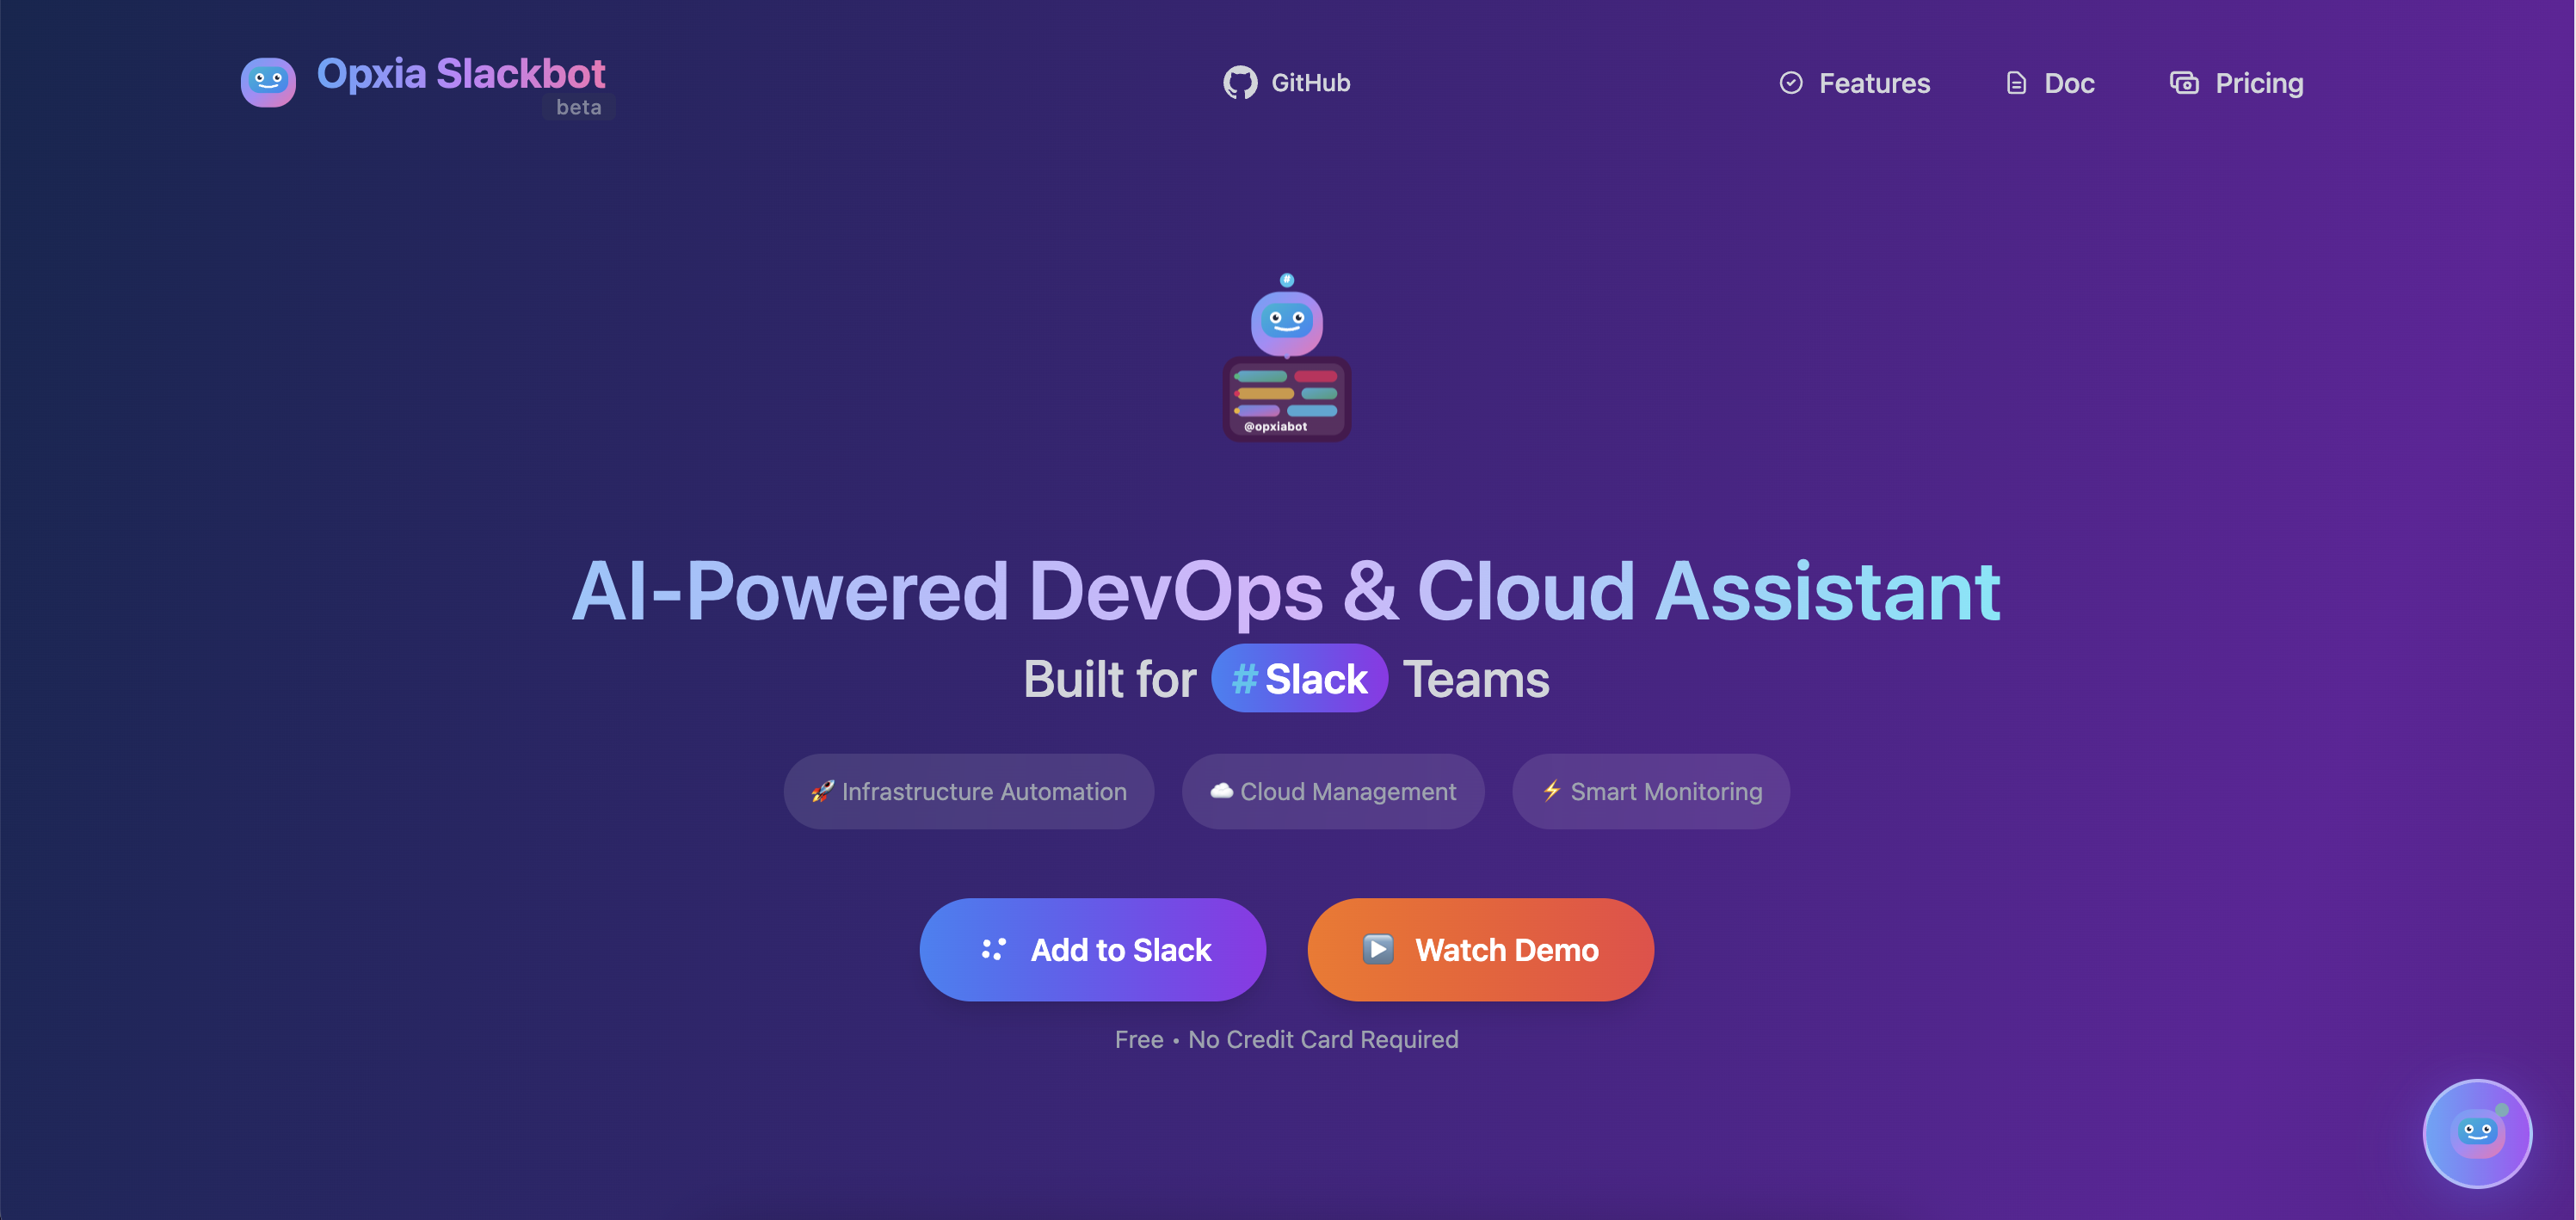 Opxia Slackbot
beta
GitHub
Features
Doc
Pricing
#
@opxiabot
AI-Powered DevOps & Cloud Assistant
Built for # Slack Teams
🚀 Infrastructure Automation
☁️ Cloud Management
⚡ Smart Monitoring
Add to Slack
▶️ Watch Demo
Free • No Credit Card Required